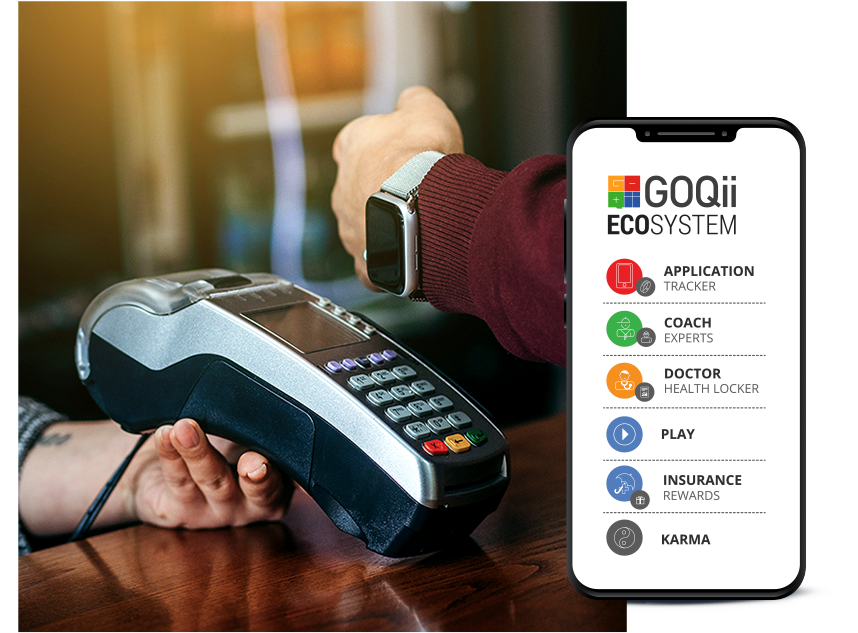 GOQii
ECOSYSTEM
APPLICATION
TRACKER
COACH
EXPERTS
DOCTOR
HEALTH LOCKER
PLAY
INSURANCE
REWARDS
KARMA